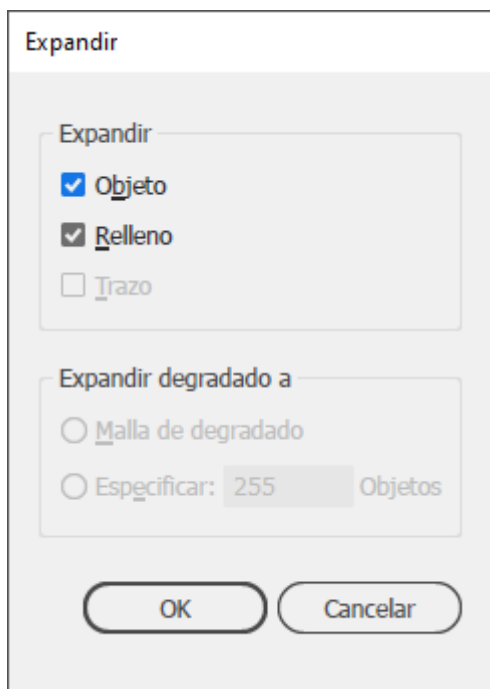 Expandir
Expandir
Objeto
Relleno
Trazo
Expandir degradado a
Malla de degradado
Especificar: 255 Objetos
OK Cancelar